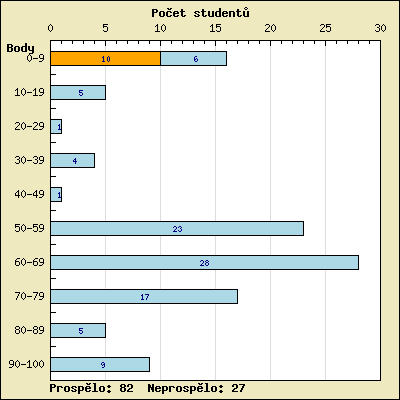 Počet studentů
0 5 10 15 20 25 30
Body
0-9 10 6
10-19 5
20-29 1
30-39 4
40-49 1
50-59 23
60-69 28
70-79 17
80-89 5
90-100 9
Prospělo: 82 Neprospělo: 27